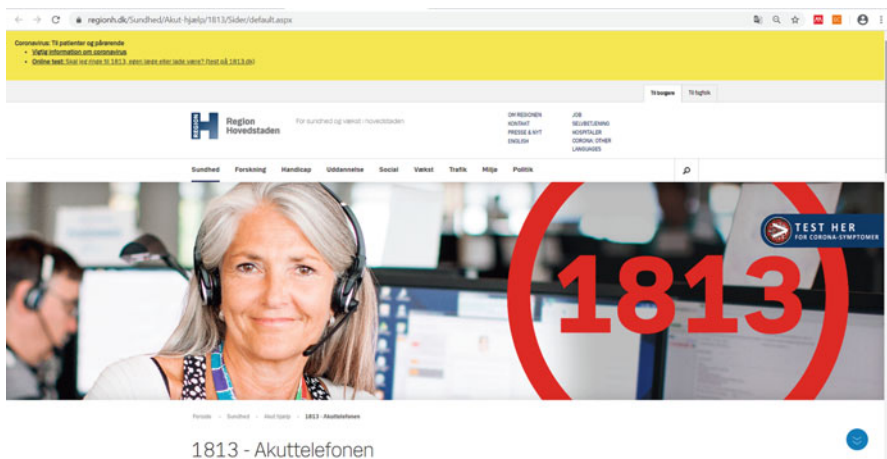 regionh.dk/Sundhed/Akut-hjælp/1813/Sider/default.aspx
Coronavirus: Til patienter og pårørende
Vigtig information om coronavirus
Online test: Skal jeg ringe til 1813, egen læge eller lade være? (test på 1813.dk)
Til borgere Til fagfolk
REGION H
Region Hovedstaden
For sundhed og vækst i hovedstaden
OM REGIONEN
KONTAKT
PRESSE & NYT
ENGLISH
JOB
SELVBETJENING
HOSPITALER
CORONA: OTHER
LANGUAGES
Sundhed Forskning Handicap Uddannelse Social Vækst Trafik Miljø Politik
1813
TEST HER
FOR CORONA-SYMPTOMER
Forside > Sundhed > Akut hjælp > 1813 - Akuttelefonen
1813 - Akuttelefonen